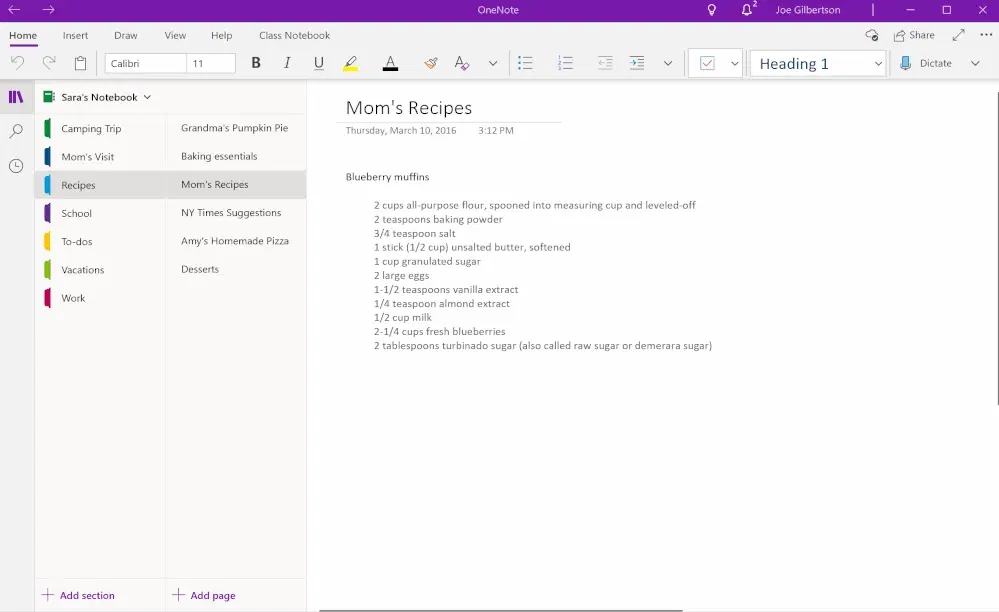 OneNote
2
Joe Gilbertson
Home
Insert
Draw
View
Help
Class Notebook
Share
Calibri
11
B
I
U
A
A
Heading 1
Dictate
Sara's Notebook
Camping Trip
Mom's Visit
Recipes
School
To-dos
Vacations
Work
Grandma's Pumpkin Pie
Baking essentials
Mom's Recipes
NY Times Suggestions
Amy's Homemade Pizza
Desserts
Mom's Recipes
Thursday, March 10, 2016 3:12 PM
Blueberry muffins
2 cups all-purpose flour, spooned into measuring cup and leveled-off
2 teaspoons baking powder
3/4 teaspoon salt
1 stick (1/2 cup) unsalted butter, softened
1 cup granulated sugar
2 large eggs
1-1/2 teaspoons vanilla extract
1/4 teaspoon almond extract
1/2 cup milk
2-1/4 cups fresh blueberries
2 tablespoons turbinado sugar (also called raw sugar or demerara sugar)
Add section
Add page